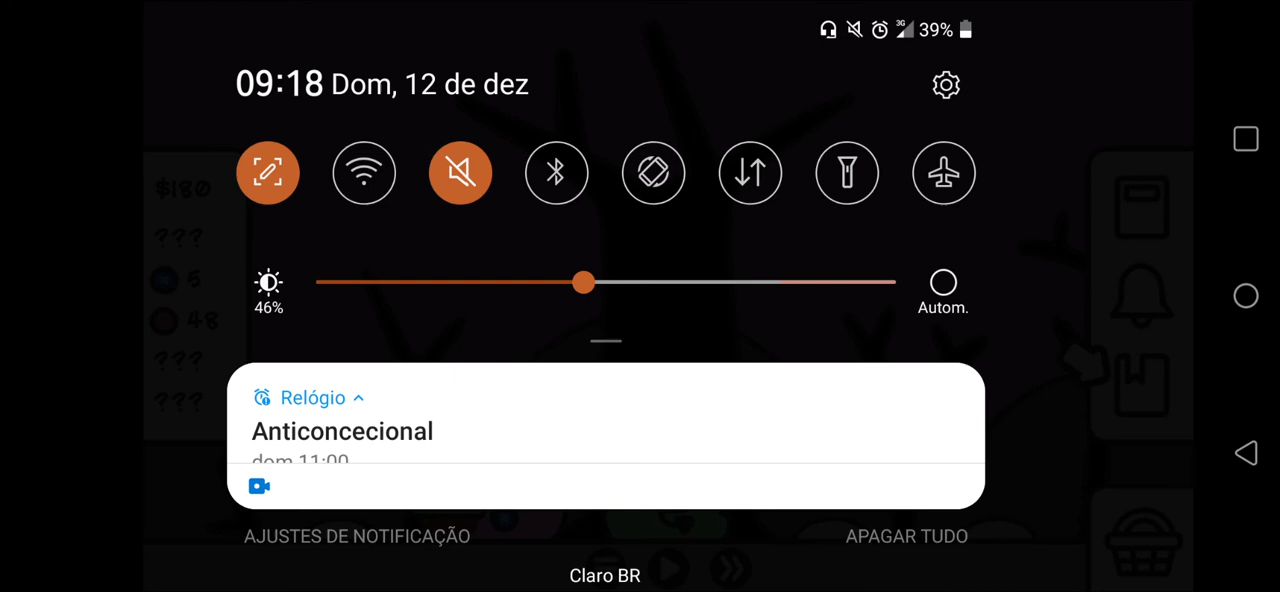 3G 39%
09:18 Dom, 12 de dez
$180
???
5
48
???
???
46%
Autom.
Relógio
Anticoncecional
dom 11:00
AJUSTES DE NOTIFICAÇÃO APAGAR TUDO
Claro BR